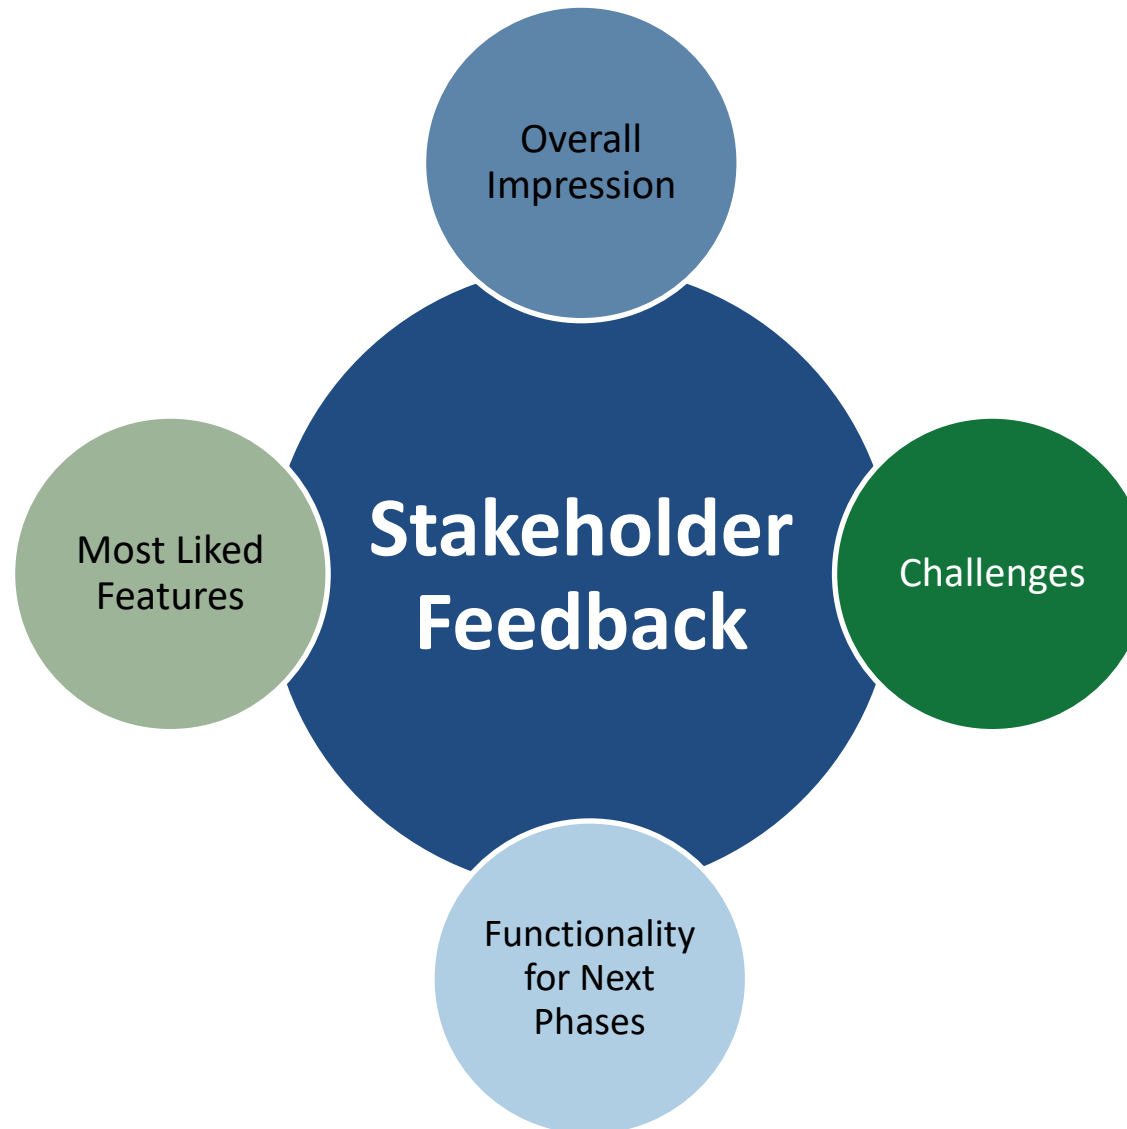 Overall
Impression
Most Liked
Features
Stakeholder
Feedback
Challenges
Functionality
for Next
Phases